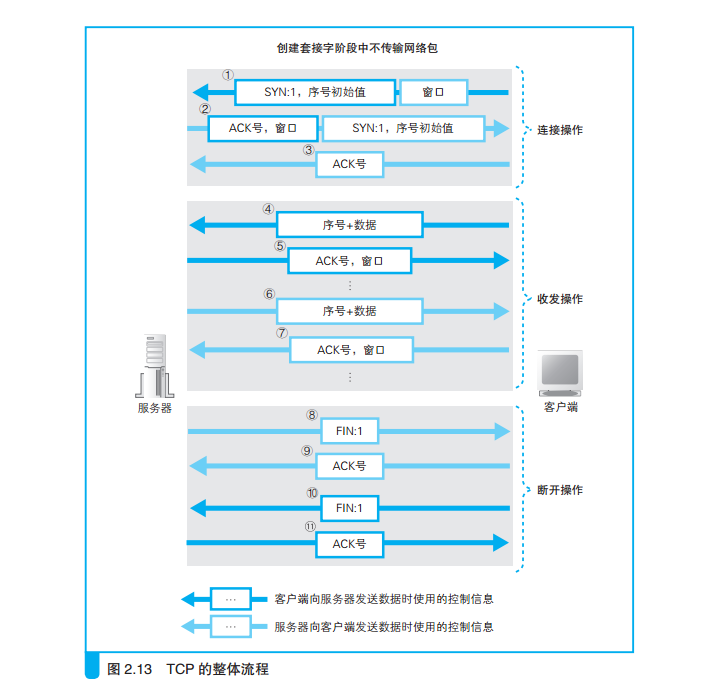 创建套接字阶段中不传输网络包
① SYN:1，序号初始值 窗口
② ACK号，窗口 SYN:1，序号初始值
连接操作
③ ACK号
④ 序号+数据
⑤ ACK号，窗口
⋮
收发操作
⑥ 序号+数据
⑦ ACK号，窗口
⋮
服务器
客户端
⑧ FIN:1
⑨ ACK号
断开操作
⑩ FIN:1
⑪ ACK号
… 客户端向服务器发送数据时使用的控制信息
… 服务器向客户端发送数据时使用的控制信息
图 2.13 TCP 的整体流程